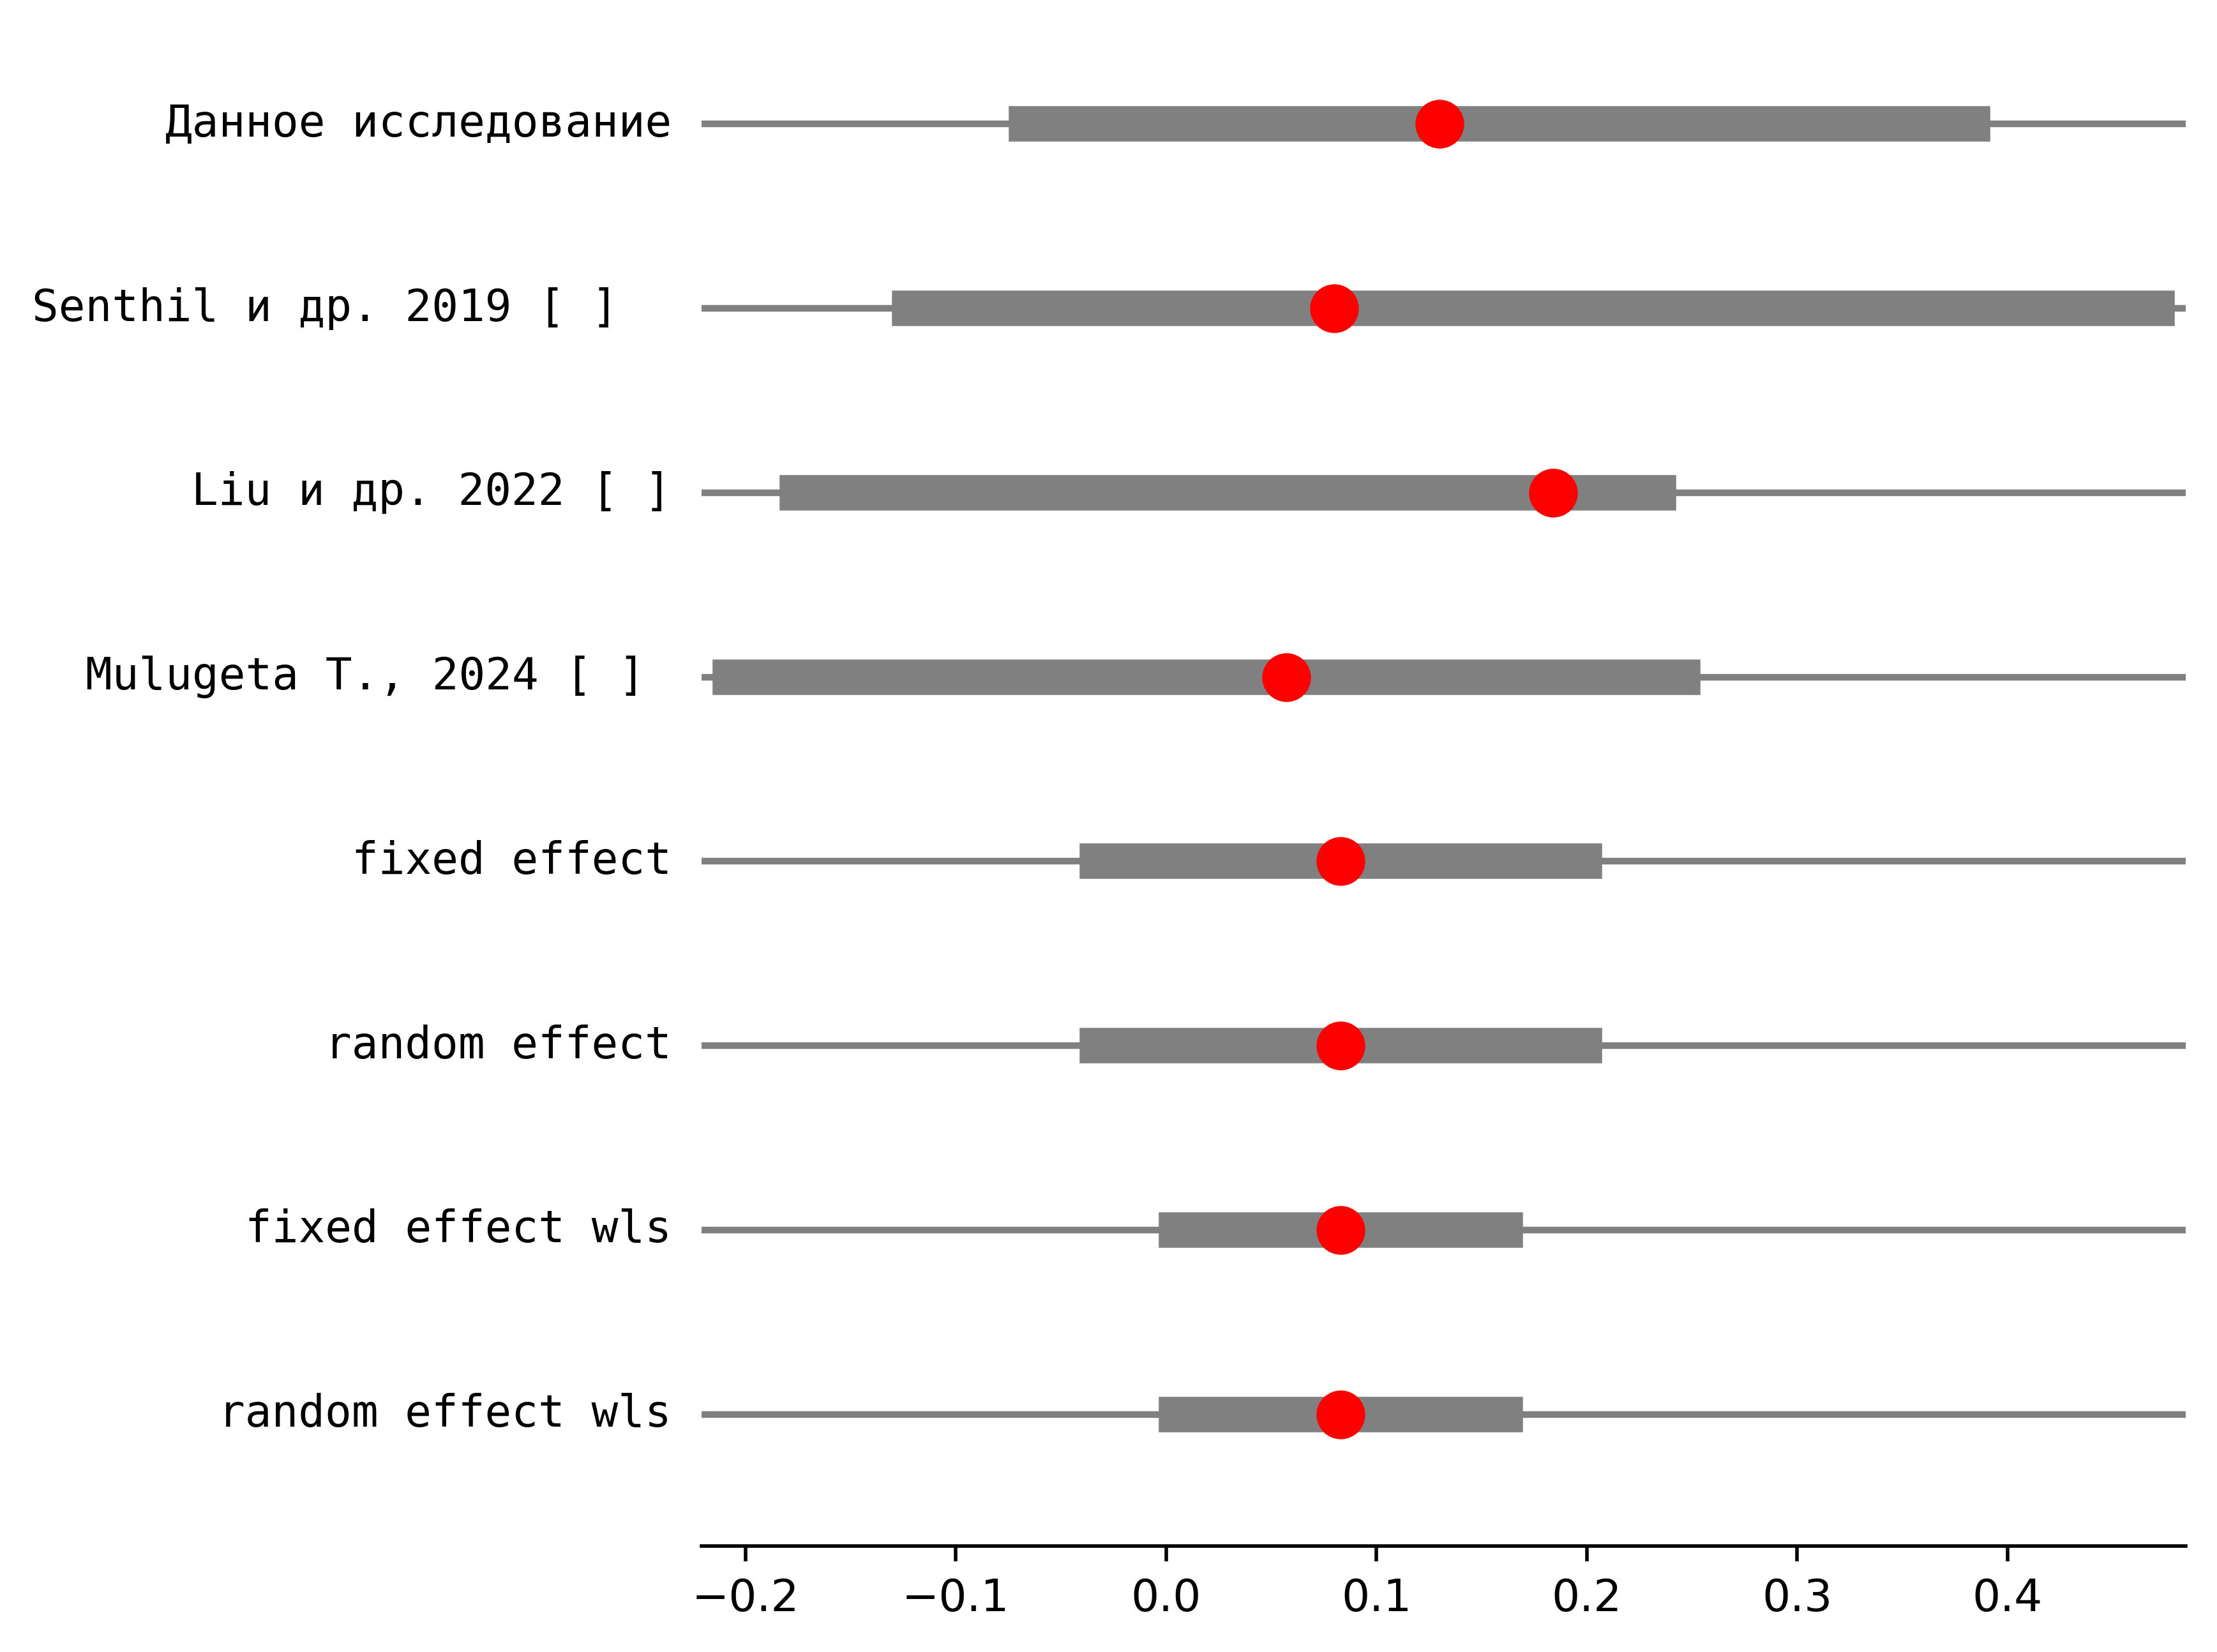 Данное исследование
Senthil и др. 2019 [ ]
Liu и др. 2022 [ ]
Mulugeta T., 2024 [ ]
fixed effect
random effect
fixed effect wls
random effect wls
−0.2 −0.1 0.0 0.1 0.2 0.3 0.4